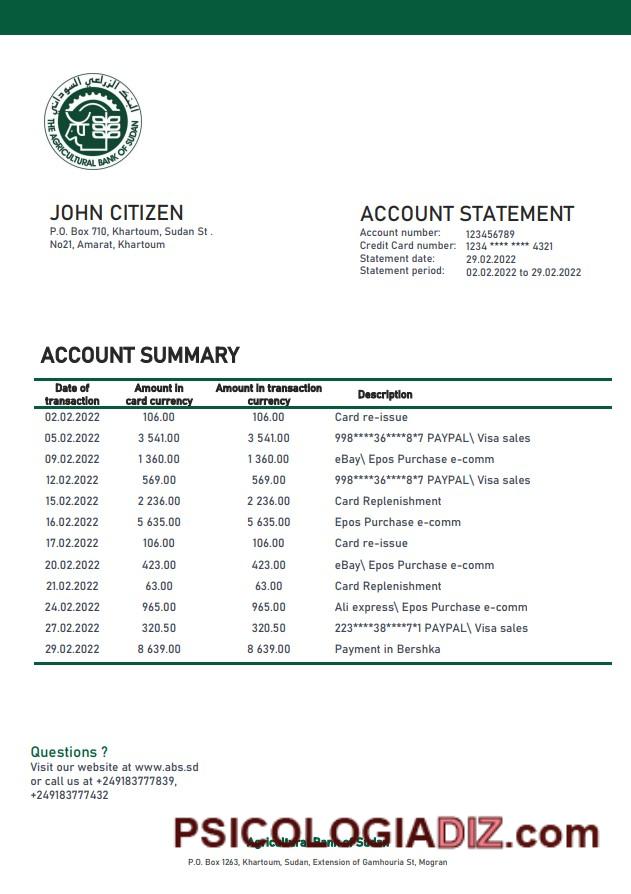 البنك الزراعي السوداني
THE AGRICULTURAL BANK OF SUDAN
JOHN CITIZEN
P.O. Box 710, Khartoum, Sudan St .
No21, Amarat, Khartoum
ACCOUNT STATEMENT
Account number: 123456789
Credit Card number: 1234 **** **** 4321
Statement date: 29.02.2022
Statement period: 02.02.2022 to 29.02.2022
ACCOUNT SUMMARY
Date of transaction Amount in card currency Amount in transaction currency Description
02.02.2022 106.00 106.00 Card re-issue
05.02.2022 3 541.00 3 541.00 998****36****8*7 PAYPAL\ Visa sales
09.02.2022 1 360.00 1 360.00 eBay\ Epos Purchase e-comm
12.02.2022 569.00 569.00 998****36****8*7 PAYPAL\ Visa sales
15.02.2022 2 236.00 2 236.00 Card Replenishment
16.02.2022 5 635.00 5 635.00 Epos Purchase e-comm
17.02.2022 106.00 106.00 Card re-issue
20.02.2022 423.00 423.00 eBay\ Epos Purchase e-comm
21.02.2022 63.00 63.00 Card Replenishment
24.02.2022 965.00 965.00 Ali express\ Epos Purchase e-comm
27.02.2022 320.50 320.50 223****38****7*1 PAYPAL\ Visa sales
29.02.2022 8 639.00 8 639.00 Payment in Bershka
Questions ?
Visit our website at www.abs.sd
or call us at +249183777839,
+249183777432
PSICOLOGIADIZ.com
Agricultural Bank of Sudan
P.O. Box 1263, Khartoum, Sudan, Extension of Gamhouria St, Mogran